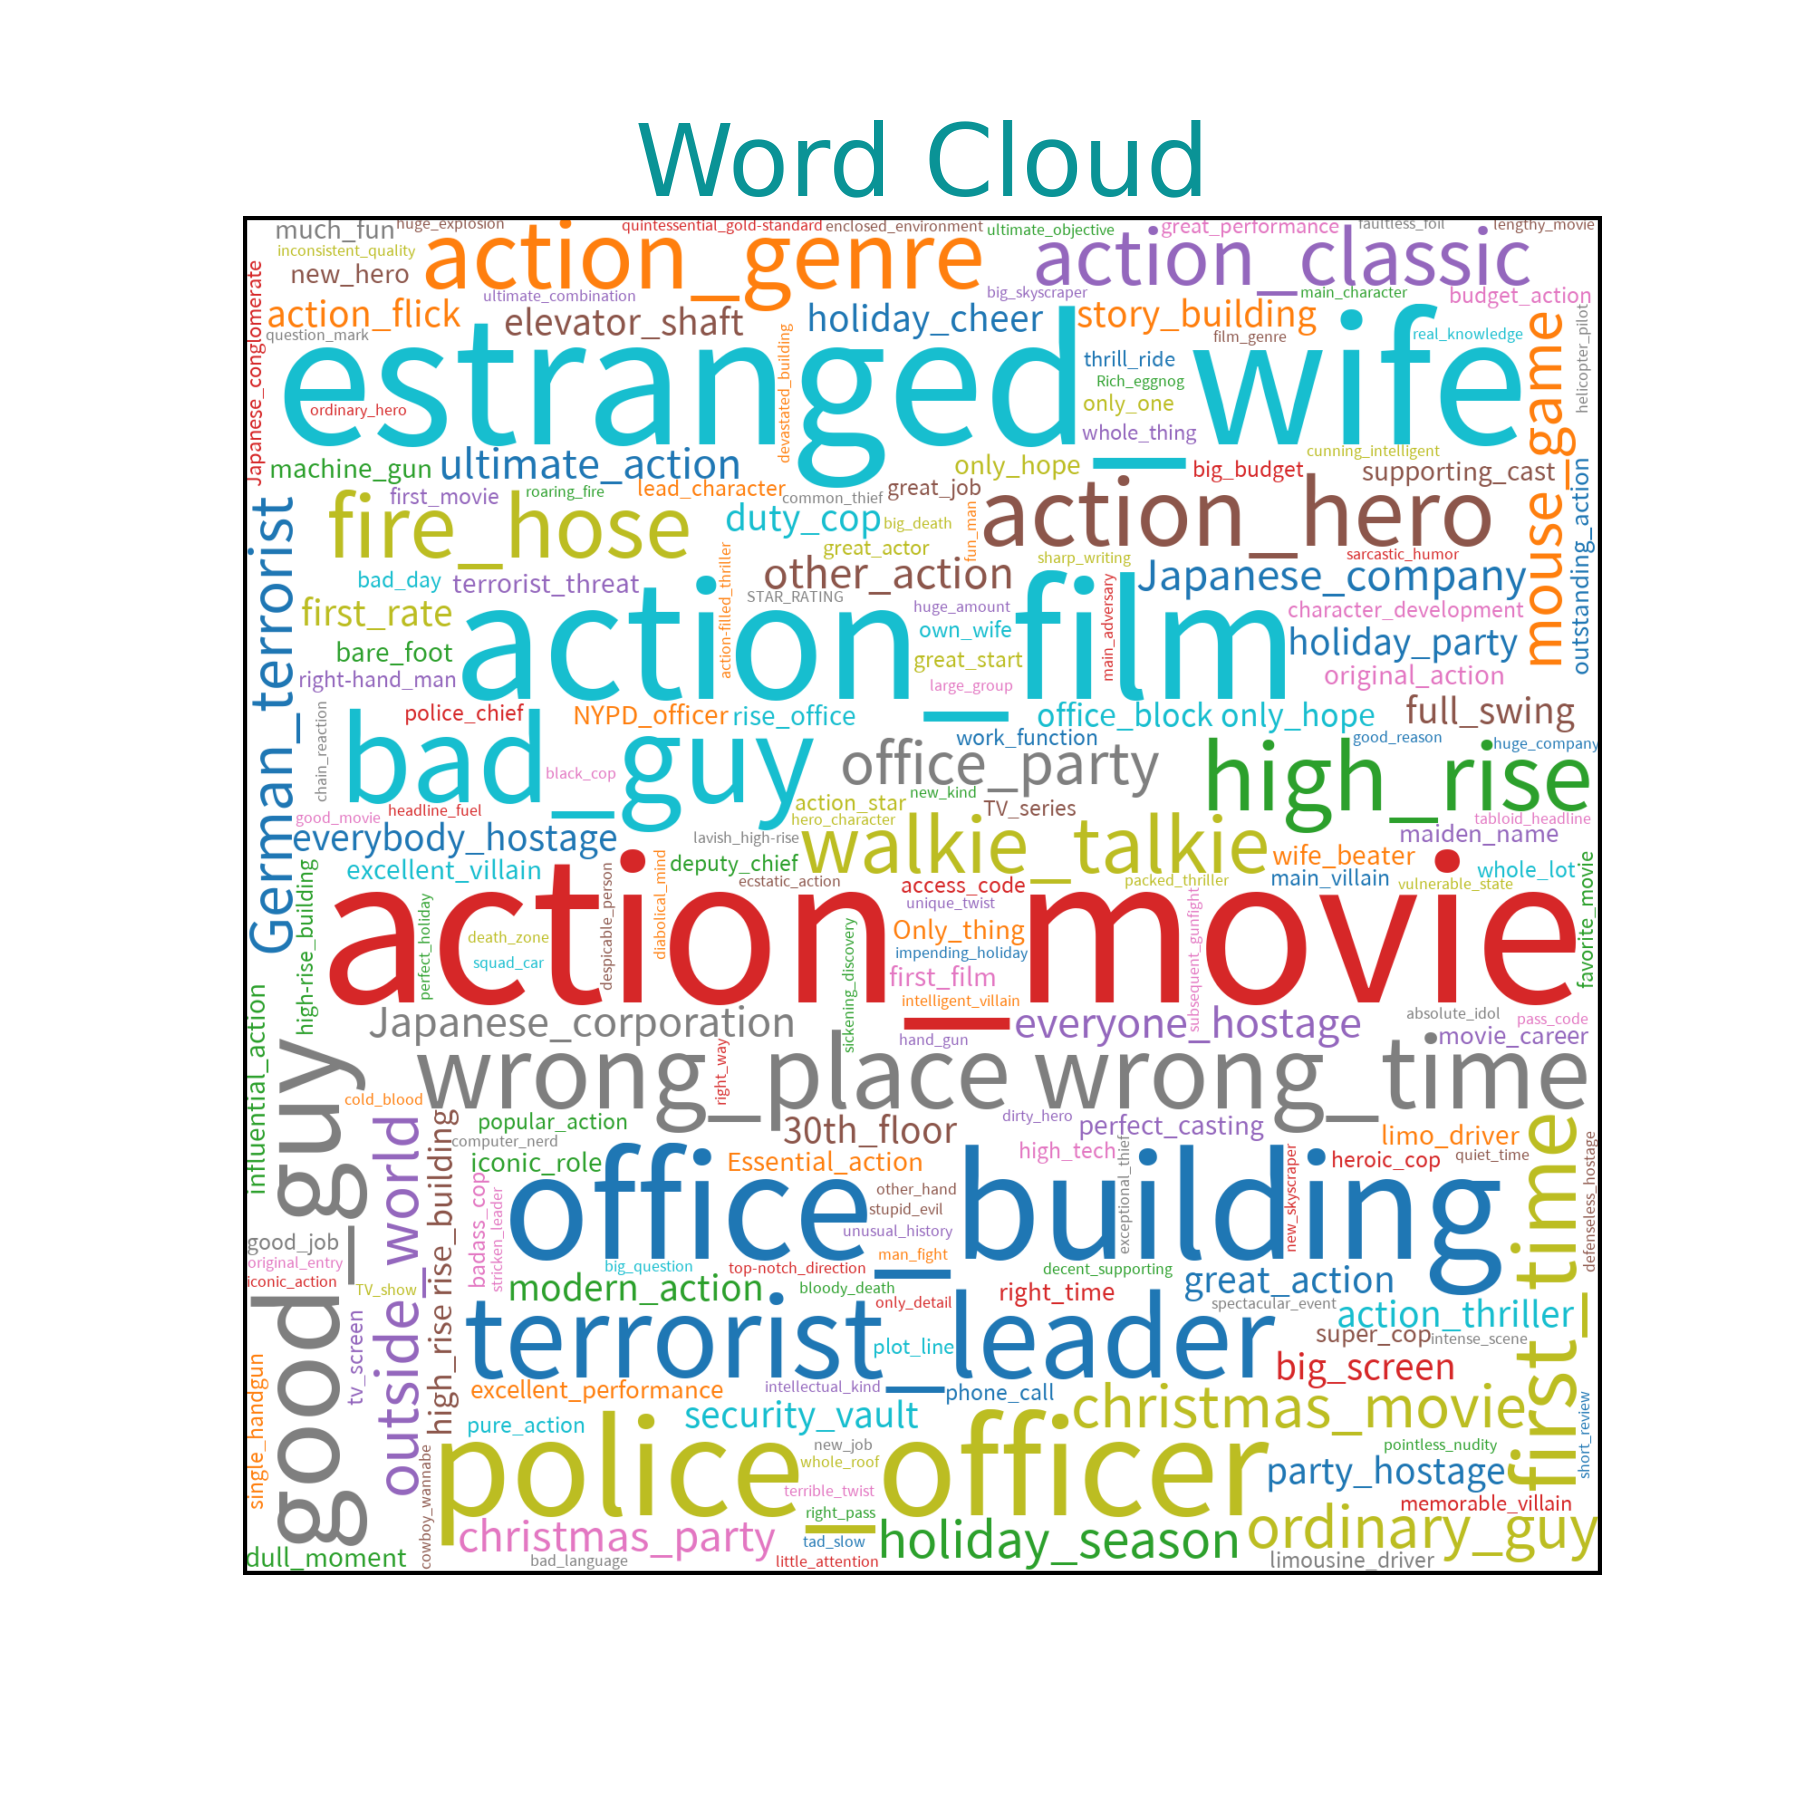 Word Cloud
much_fun huge_explosion quintessential_gold-standard enclosed_environment ultimate_objective great_performance faultless_foil lengthy_movie
inconsistent_quality action_genre action_classic
new_hero
ultimate_combination big_skyscraper main_character budget_action
action_flick elevator_shaft holiday_cheer story_building
question_mark film_genre real_knowledge
Japanese_conglomerate
estranged_wife
devastated_building
thrill_ride
Rich_eggnog
only_one
whole_thing
ordinary_hero
mouse_game
helicopter_pilot
cunning_intelligent
machine_gun ultimate_action only_hope big_budget supporting_cast
first_movie roaring_fire lead_character common_thief great_job action_hero
outstanding_action
German_terrorist
fire_hose duty_cop big_death fun_man
great_actor sharp_writing sarcastic_humor
bad_day terrorist_threat action-filled_thriller other_action Japanese_company
STAR_RATING main_adversary
first_rate action_film huge_amount character_development
own_wife
bare_foot great_start holiday_party
right-hand_man large_group original_action
police_chief NYPD_officer rise_office office_block only_hope full_swing
chain_reaction
bad_guy work_function good_reason huge_company
black_cop office_party high_rise
new_kind
action_star TV_series
good_movie headline_fuel hero_character tabloid_headline
everybody_hostage lavish_high-rise walkie_talkie maiden_name
excellent_villain deputy_chief wife_beater whole_lot
ecstatic_action access_code packed_thriller main_villain vulnerable_state
high-rise_building
perfect_holiday
despicable_person
diabolical_mind
action_movie
unique_twist
favorite_movie
subsequent_gunfight
sickening_discovery
death_zone Only_thing
squad_car impending_holiday
first_film
intelligent_villain
influential_action
Japanese_corporation everyone_hostage absolute_idol pass_code
hand_gun movie_career
good_guy
wrong_place wrong_time
right_way
cold_blood
outside_world
high_rise rise_building
popular_action 30th_floor dirty_hero perfect_casting limo_driver
computer_nerd high_tech quiet_time
first_time
defenseless_hostage
iconic_role Essential_action heroic_cop
exceptional_thief
new_skyscraper
badass_cop
stricken_leader
office_building
other_hand
stupid_evil
unusual_history
man_fight
good_job
original_entry
iconic_action
TV_show
big_question top-notch_direction decent_supporting
modern_action bloody_death right_time great_action
only_detail spectacular_event action_thriller
tv_screen
terrorist_leader
plot_line super_cop intense_scene
big_screen
single_handgun
excellent_performance intellectual_kind phone_call
pure_action security_vault christmas_movie
short_review
cowboy_wannabe
police_officer
new_job pointless_nudity
whole_roof party_hostage
terrible_twist memorable_villain
right_pass
christmas_party tad_slow holiday_season ordinary_guy
dull_moment bad_language little_attention limousine_driver